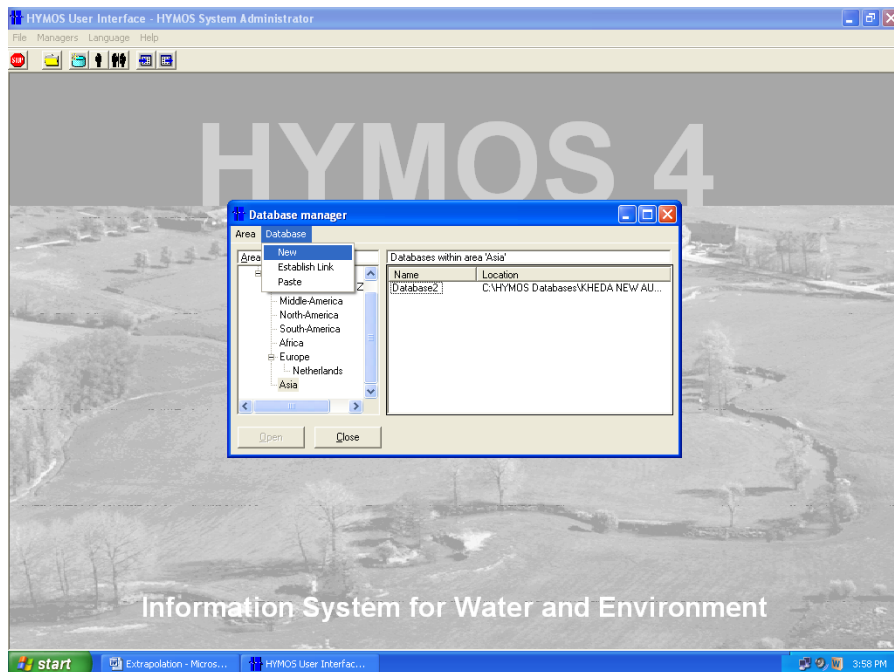 HYMOS User Interface - HYMOS System Administrator
File Managers Language Help
STOP
HYMOS 4
Database manager
Area Database
Area
New
Establish Link
Paste
Z
Middle-America
North-America
South-America
Africa
Europe
Netherlands
Asia
Databases within area 'Asia'
Name Location
Database2 C:\HYMOS Databases\KHEDA NEW AU...
Open Close
Information System for Water and Environment
start Extrapolation - Micros... HYMOS User Interfac... 3:58 PM